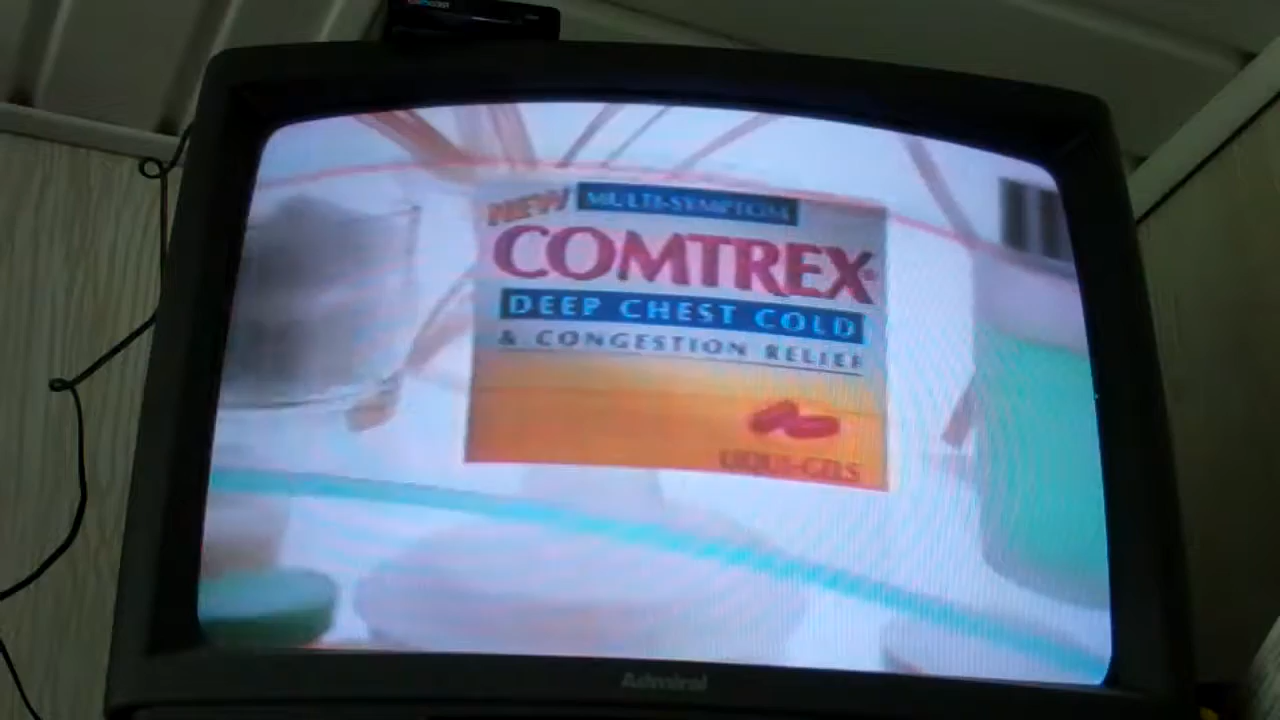 NEW MULTI-SYMPTOM
COMTREX®
DEEP CHEST COLD
& CONGESTION RELIEF
LIQUI-GELS
Admiral